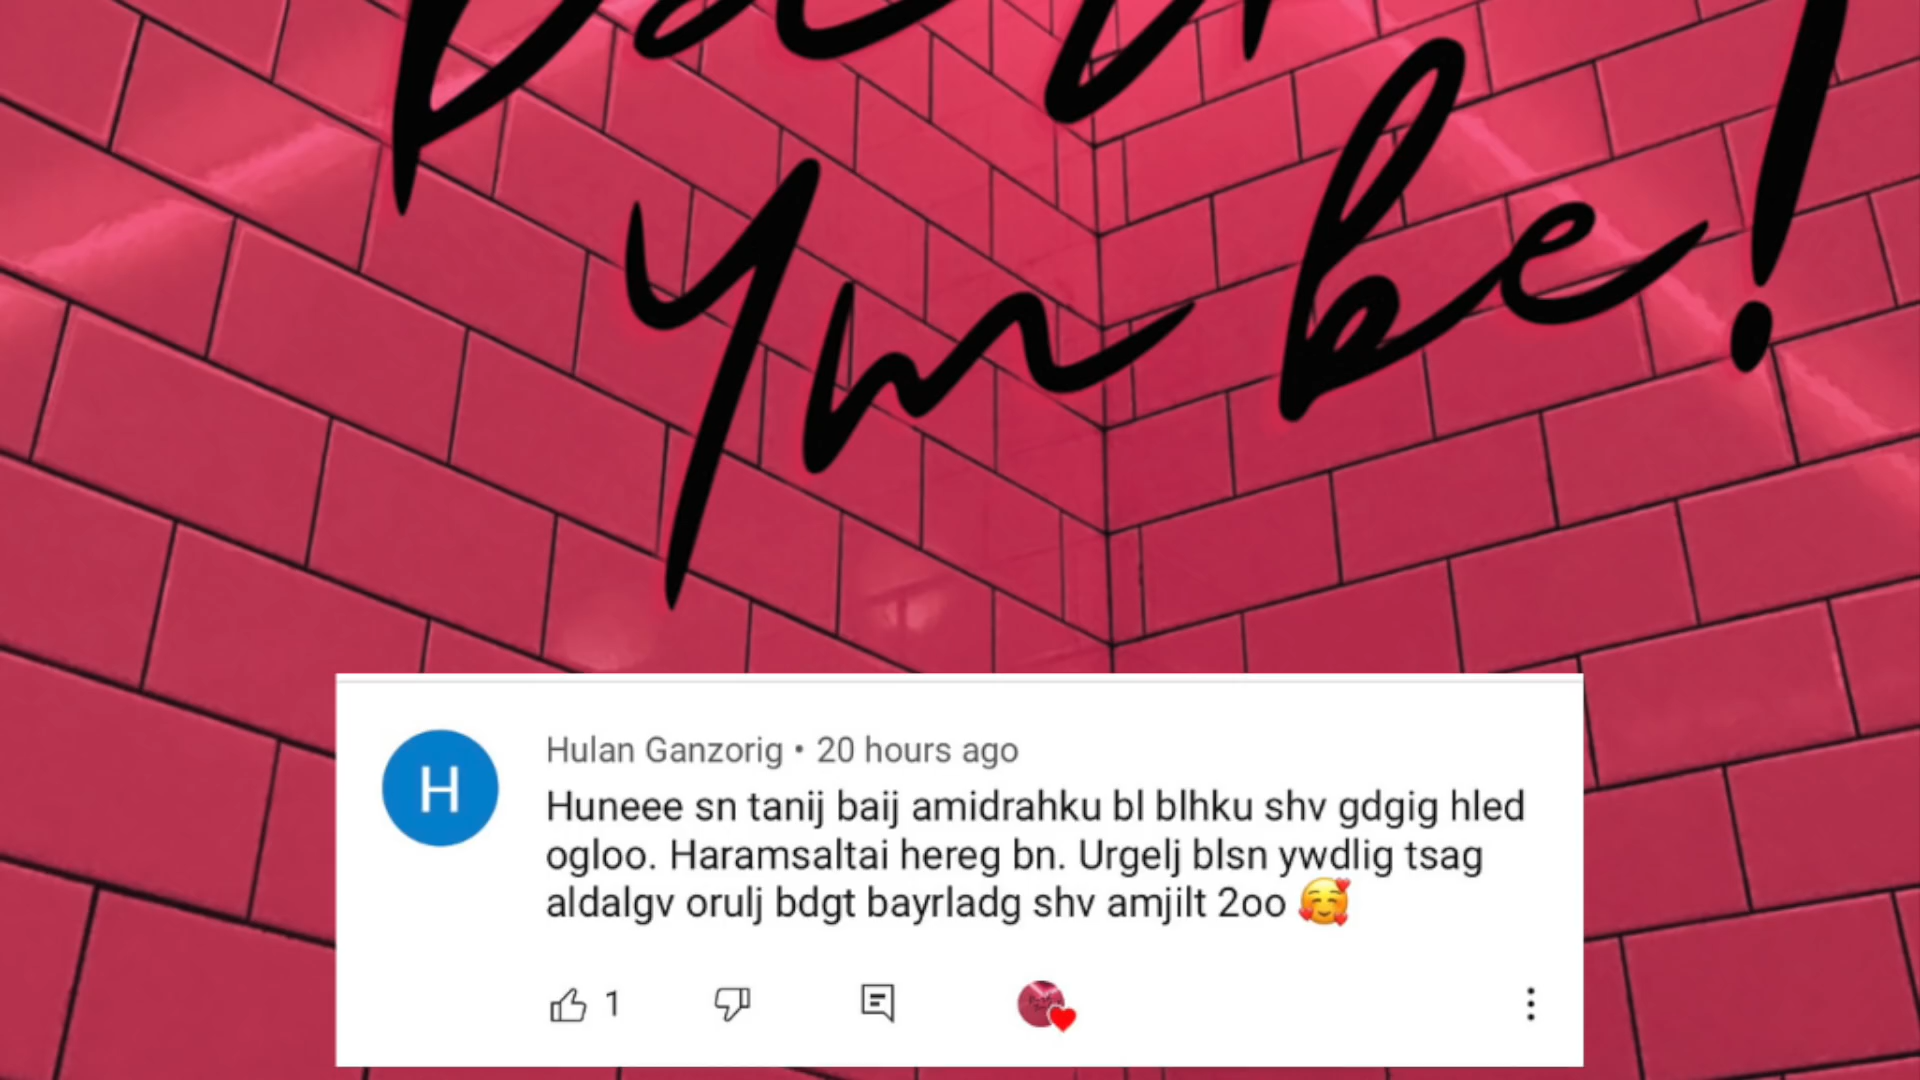 Ym be!
H
Hulan Ganzorig • 20 hours ago
Huneee sn tanij baij amidrahku bl blhku shv gdgig hled
ogloo. Haramsaltai hereg bn. Urgelj blsn ywdlig tsag
aldalgv orulj bdgt bayrladg shv amjilt 2oo 🥰
1